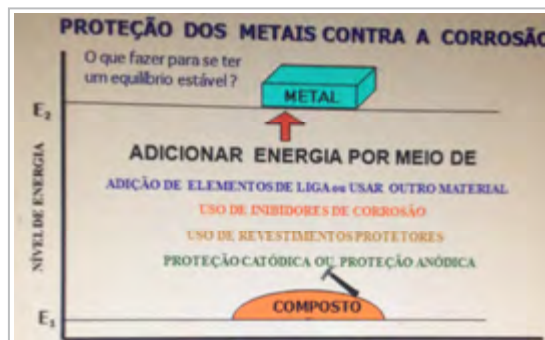 PROTEÇÃO DOS METAIS CONTRA A CORROSÃO
O que fazer para se ter
um equilíbrio estável ?
METAL
E2
ADICIONAR ENERGIA POR MEIO DE
ADIÇÃO DE ELEMENTOS DE LIGA ou USAR OUTRO MATERIAL
USO DE INIBIDORES DE CORROSÃO
USO DE REVESTIMENTOS PROTETORES
PROTEÇÃO CATÓDICA OU PROTEÇÃO ANÓDICA
NÍVEL DE ENERGIA
COMPOSTO
E1